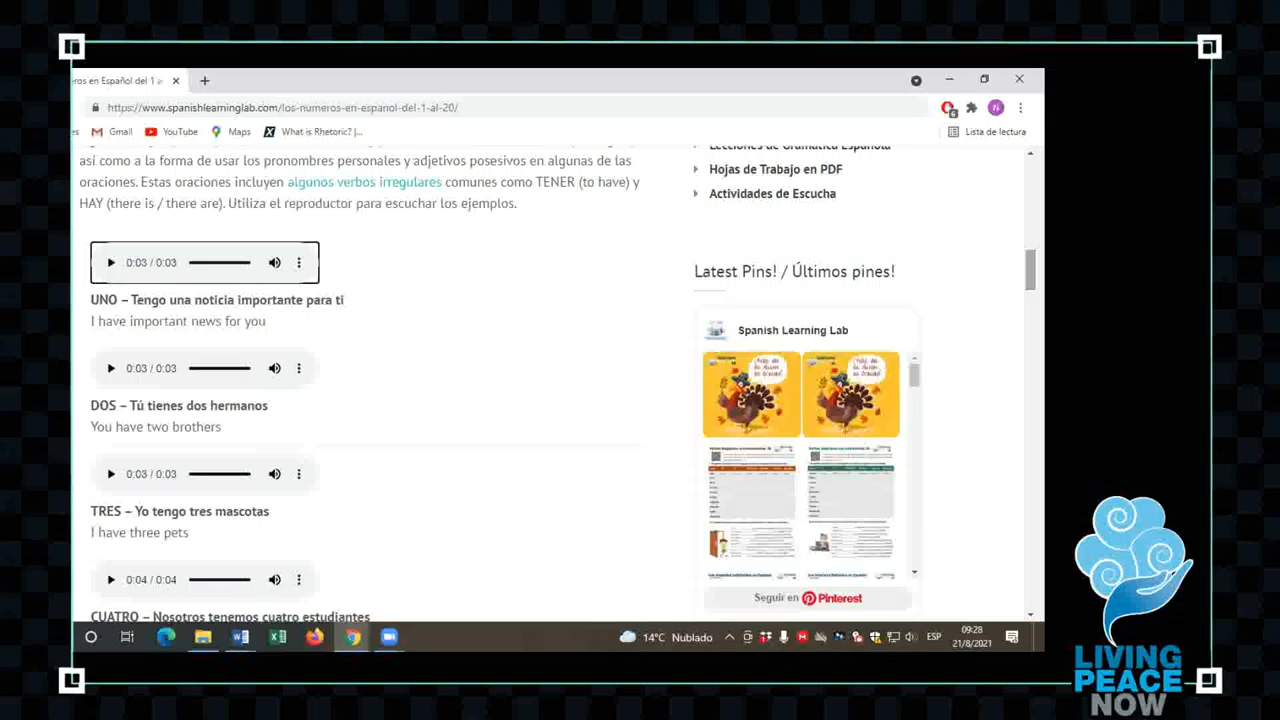 eros en Español del 1 a
https://www.spanishlearninglab.com/los-numeros-en-espanol-del-1-al-20/
es Gmail YouTube Maps What is Rhetoric? |... Lista de lectura
así como a la forma de usar los pronombres personales y adjetivos posesivos en algunas de las
oraciones. Estas oraciones incluyen algunos verbos irregulares comunes como TENER (to have) y
HAY (there is / there are). Utiliza el reproductor para escuchar los ejemplos.
0:03 / 0:03
UNO – Tengo una noticia importante para ti
I have important news for you
0:03 / 0:03
DOS – Tú tienes dos hermanos
You have two brothers
0:03 / 0:03
TRES – Yo tengo tres mascotas
I have three pets
0:04 / 0:04
CUATRO – Nosotros tenemos cuatro estudiantes
Lecciones de Gramática Española
Hojas de Trabajo en PDF
Actividades de Escucha
Latest Pins! / Últimos pines!
Spanish Learning Lab
Seguir en Pinterest
14°C Nublado ESP 09:28
21/8/2021
LIVING
PEACE
NOW